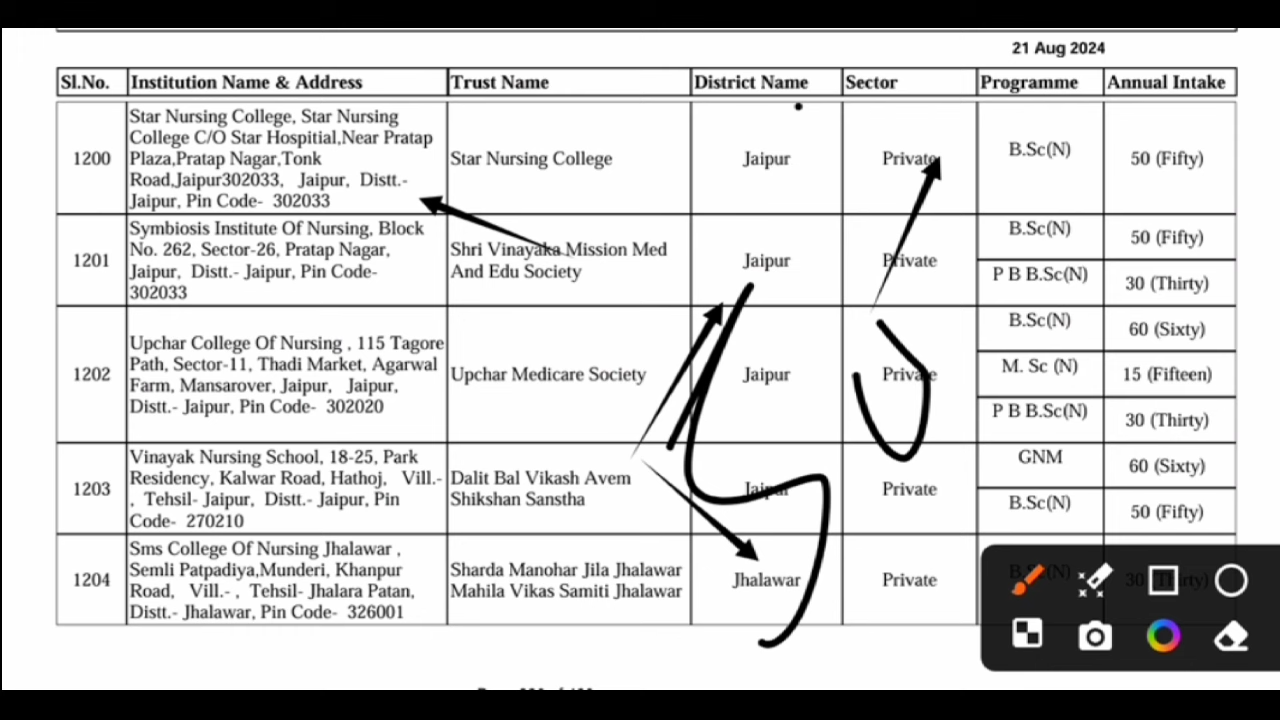 21 Aug 2024
Sl.No. Institution Name & Address Trust Name District Name Sector Programme Annual Intake
Star Nursing College, Star Nursing
College C/O Star Hospitial,Near Pratap
Plaza,Pratap Nagar,Tonk
Road,Jaipur302033, Jaipur, Distt.-
Jaipur, Pin Code- 302033
1200 Star Nursing College Jaipur Private B.Sc(N) 50 (Fifty)
Symbiosis Institute Of Nursing, Block
No. 262, Sector-26, Pratap Nagar,
Jaipur, Distt.- Jaipur, Pin Code-
302033
1201 Shri Vinayaka Mission Med
And Edu Society
Jaipur Private
B.Sc(N) 50 (Fifty)
P B B.Sc(N) 30 (Thirty)
Upchar College Of Nursing , 115 Tagore
Path, Sector-11, Thadi Market, Agarwal
Farm, Mansarover, Jaipur, Jaipur,
Distt.- Jaipur, Pin Code- 302020
1202 Upchar Medicare Society Jaipur Private
B.Sc(N) 60 (Sixty)
M. Sc (N) 15 (Fifteen)
P B B.Sc(N) 30 (Thirty)
Vinayak Nursing School, 18-25, Park
Residency, Kalwar Road, Hathoj, Vill.-
, Tehsil- Jaipur, Distt.- Jaipur, Pin
Code- 270210
1203 Dalit Bal Vikash Avem
Shikshan Sanstha
Jaipur Private
GNM 60 (Sixty)
B.Sc(N) 50 (Fifty)
Sms College Of Nursing Jhalawar ,
Semli Patpadiya,Munderi, Khanpur
Road, Vill.- , Tehsil- Jhalara Patan,
Distt.- Jhalawar, Pin Code- 326001
1204 Sharda Manohar Jila Jhalawar
Mahila Vikas Samiti Jhalawar
Jhalawar Private B.Sc(N) 30 (Thirty)